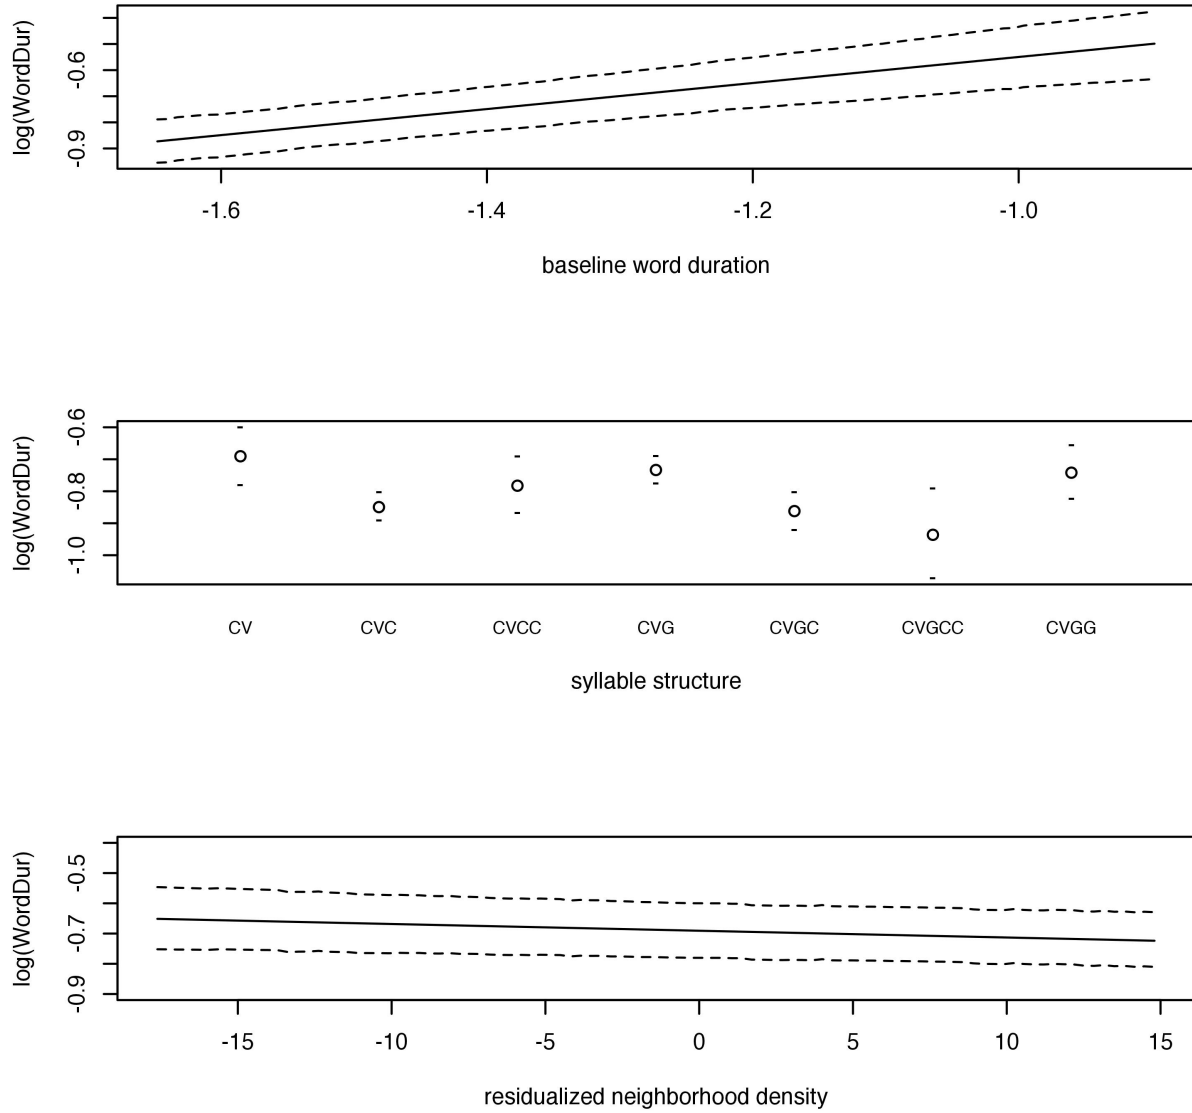 log(WordDur)
-0.6
-0.9
-1.6 -1.4 -1.2 -1.0
baseline word duration
log(WordDur)
-0.6
-0.8
-1.0
CV CVC CVCC CVG CVGC CVGCC CVGG
syllable structure
log(WordDur)
-0.5
-0.7
-0.9
-15 -10 -5 0 5 10 15
residualized neighborhood density